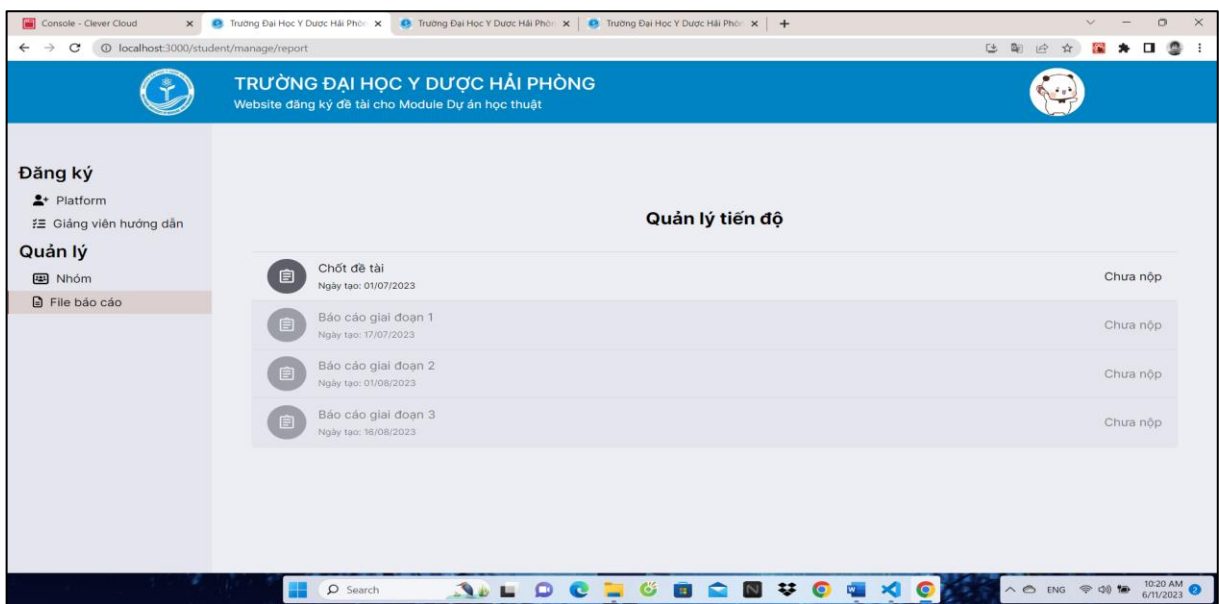 Console - Clever Cloud
Trường Đại Học Y Dược Hải Phòn
Trường Đại Học Y Dược Hải Phòn
Trường Đại Học Y Dược Hải Phòn
localhost:3000/student/manage/report
TRƯỜNG ĐẠI HỌC Y DƯỢC HẢI PHÒNG
Website đăng ký đề tài cho Module Dự án học thuật
Đăng ký
Platform
Giảng viên hướng dẫn
Quản lý
Nhóm
File báo cáo
Quản lý tiến độ
Chốt đề tài
Ngày tạo: 01/07/2023
Chưa nộp
Báo cáo giai đoạn 1
Ngày tạo: 17/07/2023
Chưa nộp
Báo cáo giai đoạn 2
Ngày tạo: 01/08/2023
Chưa nộp
Báo cáo giai đoạn 3
Ngày tạo: 16/08/2023
Chưa nộp
Search
ENG
10:20 AM
6/11/2023
2